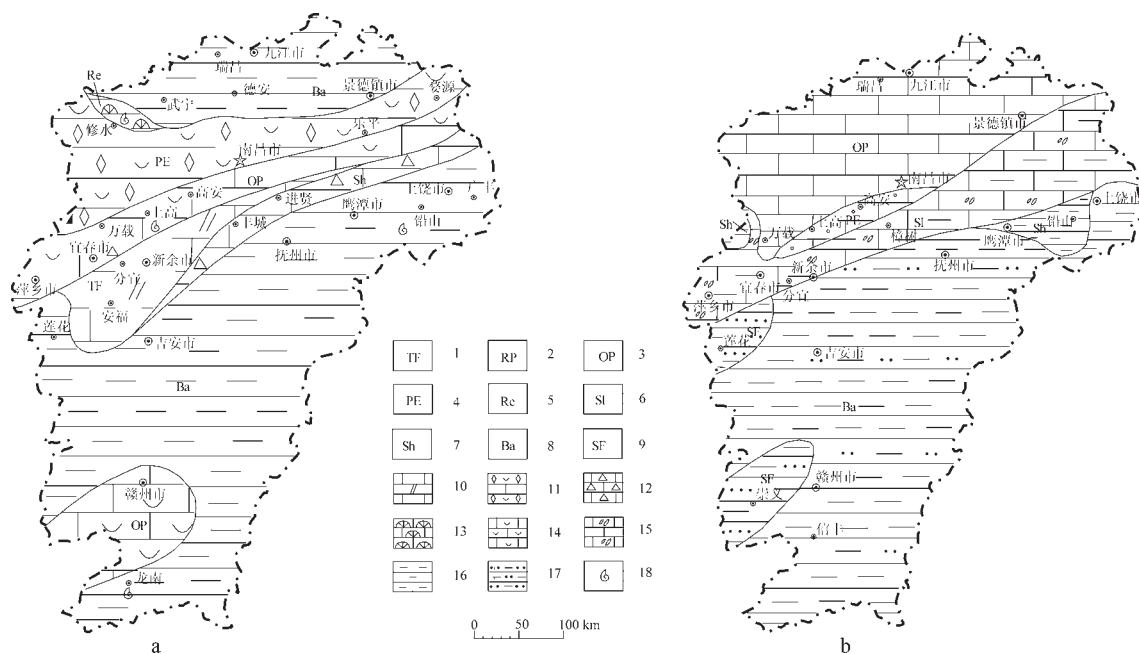 九江市
瑞昌
Re
德安
景德镇市
Ba
婺源
武宁
修水
乐平
南昌市
PE
OP
Sh
高安
进贤
上饶市
广丰
上高
鹰潭市
万载
丰城
铅山
宜春市
抚州市
分宜
新余市
TF
萍乡市
安福
莲花
吉安市
Ba
赣州市
OP
龙南
a
TF 1
RP 2
OP 3
PE 4
Re 5
Sl 6
Sh 7
Ba 8
SF 9
10
11
12
13
14
15
16
17
18
0 50 100 km
瑞昌
九江市
景德镇市
OP
南昌市
高安
上饶市
Sh
上高
PE
Sl
铅山
万载
樟树
Sh
鹰潭市
新余市
抚州市
宜春市
分宜
萍乡市
SF
莲花
吉安市
Ba
SF
赣州市
崇义
信丰
b